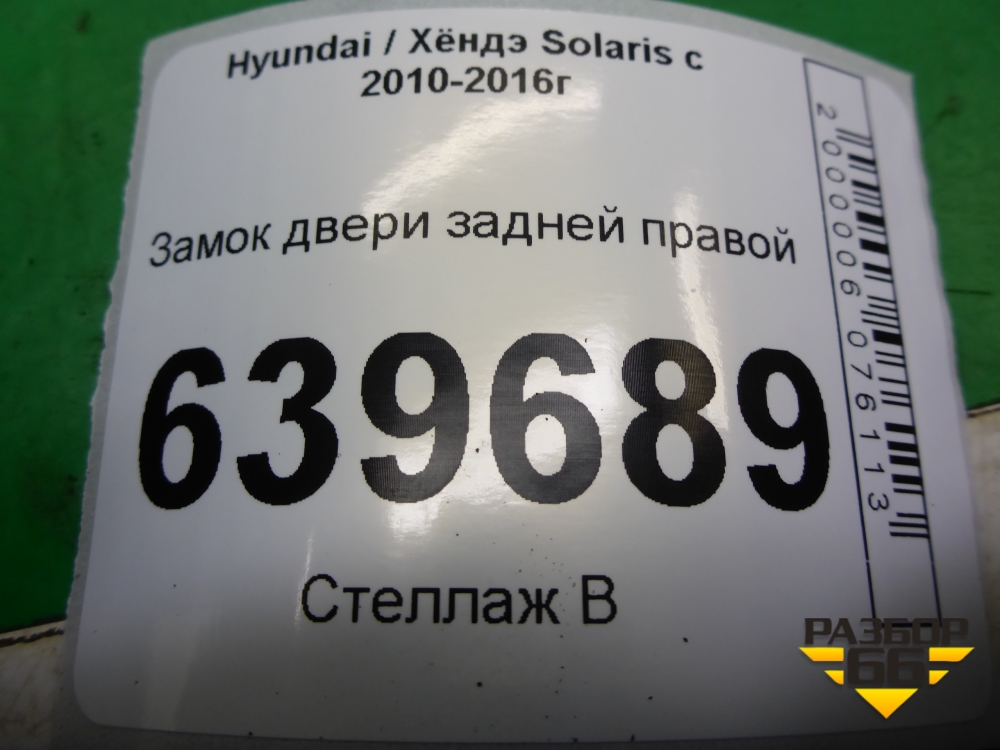 Hyundai / Хёндэ Solaris с
2010-2016г
Замок двери задней правой
639689
Стеллаж В
2000006076113
РАЗБОР
66